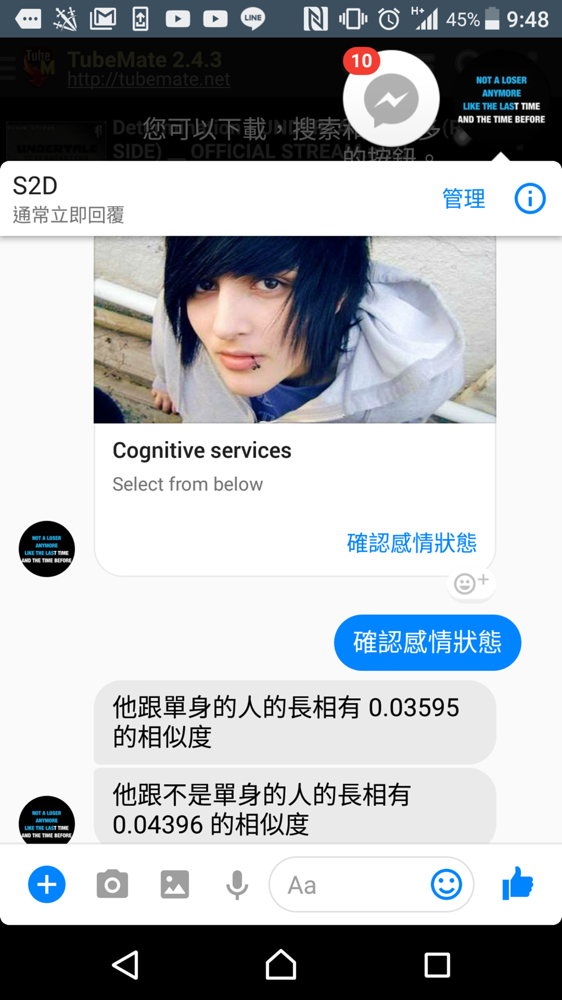 LINE
H+
45%
9:48
Tube
M
TubeMate 2.4.3
http://tubemate.net
10
NOT A LOSER
ANYMORE
LIKE THE LAST TIME
AND THE TIME BEFORE
您可以下載，搜索和
多
的按鈕。
UNDERTALE
DETERMINATION
SIDE) _ OFFICIAL STREA
S2D
通常立即回覆
管理
Cognitive services
Select from below
確認感情狀態
NOT A LOSER
ANYMORE
LIKE THE LAST TIME
AND THE TIME BEFORE
確認感情狀態
他跟單身的人的長相有 0.03595
的相似度
他跟不是單身的人的長相有
0.04396 的相似度
NOT A LOSER
ANYMORE
LIKE THE LAST TIME
AND THE TIME BEFORE
Aa